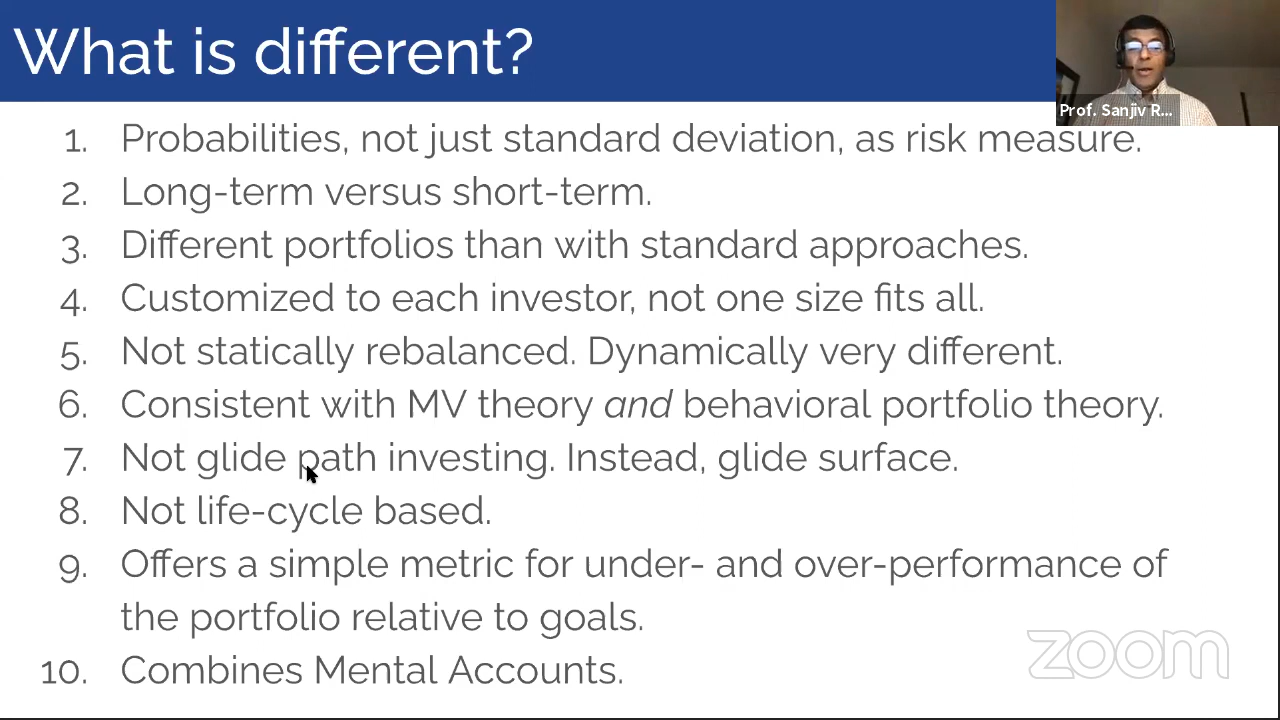 What is different?
Prof. Sanjiv R...
1. Probabilities, not just standard deviation, as risk measure.
2. Long-term versus short-term.
3. Different portfolios than with standard approaches.
4. Customized to each investor, not one size fits all.
5. Not statically rebalanced. Dynamically very different.
6. Consistent with MV theory and behavioral portfolio theory.
7. Not glide path investing. Instead, glide surface.
8. Not life-cycle based.
9. Offers a simple metric for under- and over-performance of
the portfolio relative to goals.
10. Combines Mental Accounts.
zoom